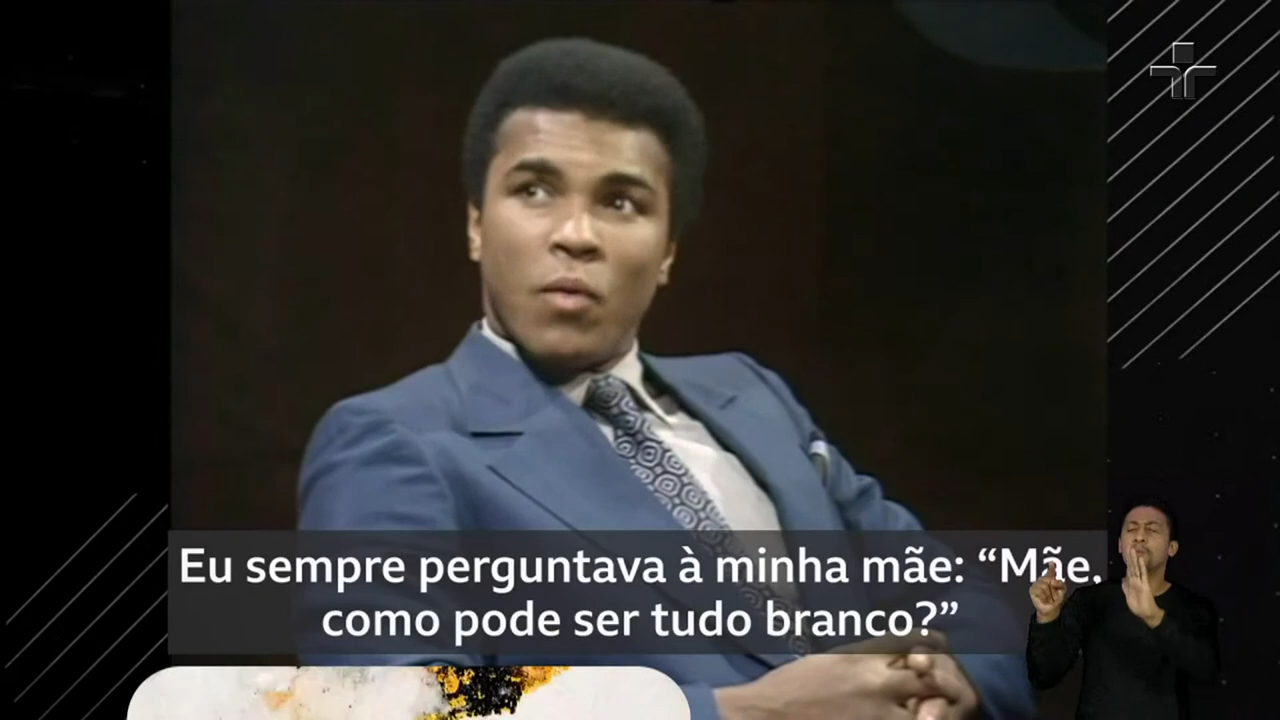 Eu sempre perguntava à minha mãe: “Mãe,
como pode ser tudo branco?”